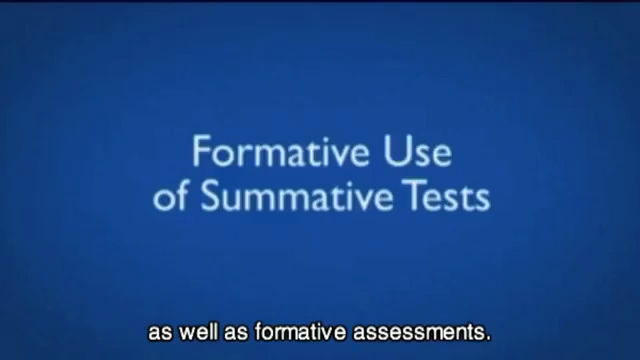 Formative Use
of Summative Tests
as well as formative assessments.